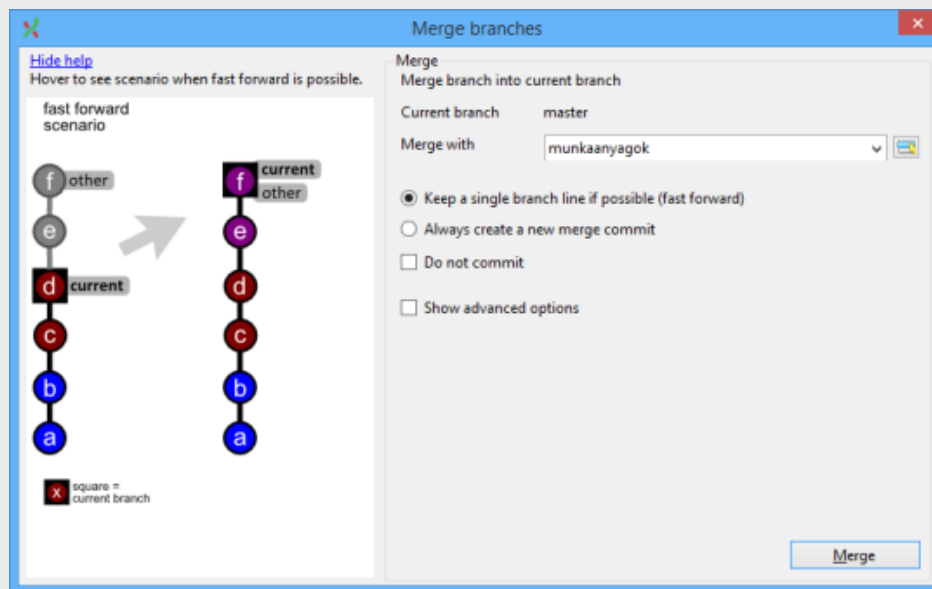 Merge branches
Hide help
Hover to see scenario when fast forward is possible.
fast forward
scenario
f other
e
d current
c
b
a
f current
other
e
d
c
b
a
x square =
current branch
Merge
Merge branch into current branch
Current branch master
Merge with munkaanyagok
Keep a single branch line if possible (fast forward)
Always create a new merge commit
Do not commit
Show advanced options
Merge